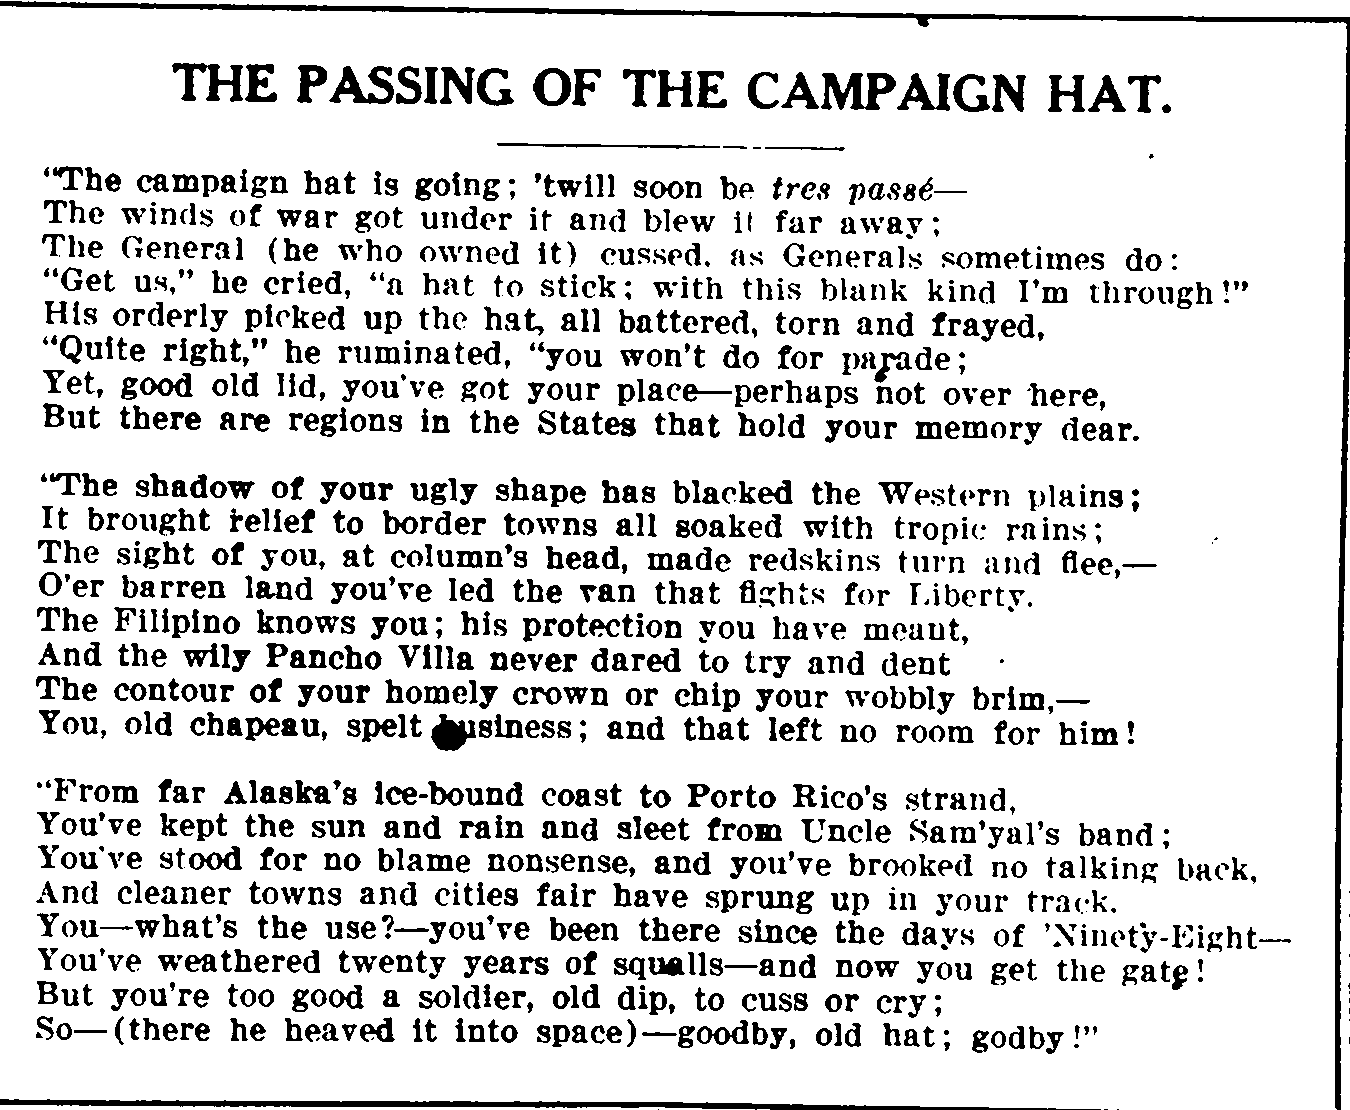 THE PASSING OF THE CAMPAIGN HAT.
“The campaign hat is going; ’twill soon be tres passé—
The winds of war got under it and blew it far away;
The General (he who owned it) cussed, as Generals sometimes do:
“Get us,” he cried, “a hat to stick; with this blank kind I'm through!”
His orderly picked up the hat, all battered, torn and frayed,
“Quite right,” he ruminated, “you won't do for parade;
Yet, good old lid, you've got your place—perhaps not over here,
But there are regions in the States that hold your memory dear.
“The shadow of your ugly shape has blacked the Western plains;
It brought relief to border towns all soaked with tropic rains;
The sight of you, at column's head, made redskins turn and flee,—
O'er barren land you've led the van that fights for Liberty.
The Filipino knows you; his protection you have meant,
And the wily Pancho Villa never dared to try and dent
The contour of your homely crown or chip your wobbly brim,—
You, old chapeau, spelt business; and that left no room for him!
“From far Alaska's ice-bound coast to Porto Rico's strand,
You've kept the sun and rain and sleet from Uncle Sam'yal's band;
You've stood for no blame nonsense, and you've brooked no talking back,
And cleaner towns and cities fair have sprung up in your track.
You—what's the use?—you've been there since the days of ’Ninety-Eight—
You've weathered twenty years of squalls—and now you get the gate!
But you're too good a soldier, old dip, to cuss or cry;
So—(there he heaved it into space)—goodby, old hat; godby!”